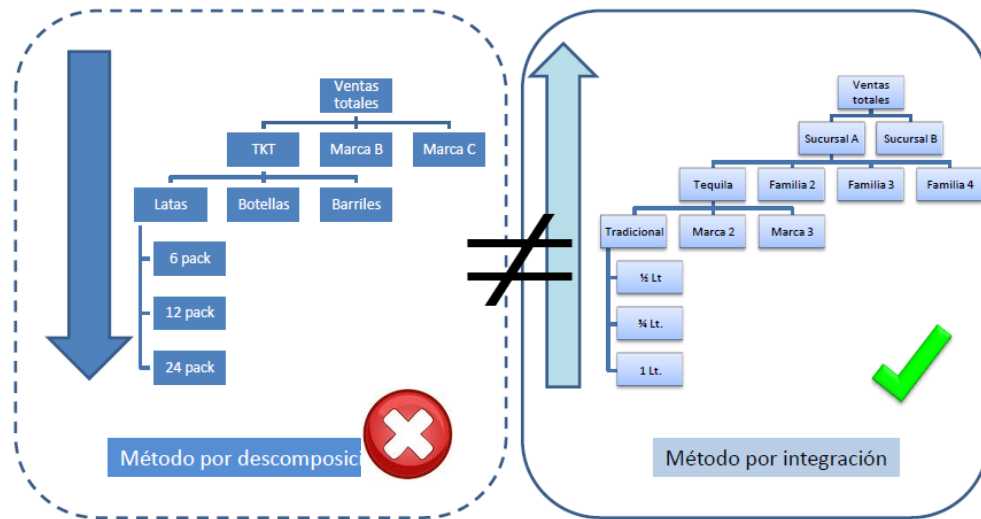 Ventas
totales
TKT
Marca B
Marca C
Latas
Botellas
Barriles
6 pack
12 pack
24 pack
Método por descomposici
≠
Ventas
totales
Sucursal A
Sucursal B
Tequila
Familia 2
Familia 3
Familia 4
Tradicional
Marca 2
Marca 3
½ Lt
¾ Lt.
1 Lt.
Método por integración